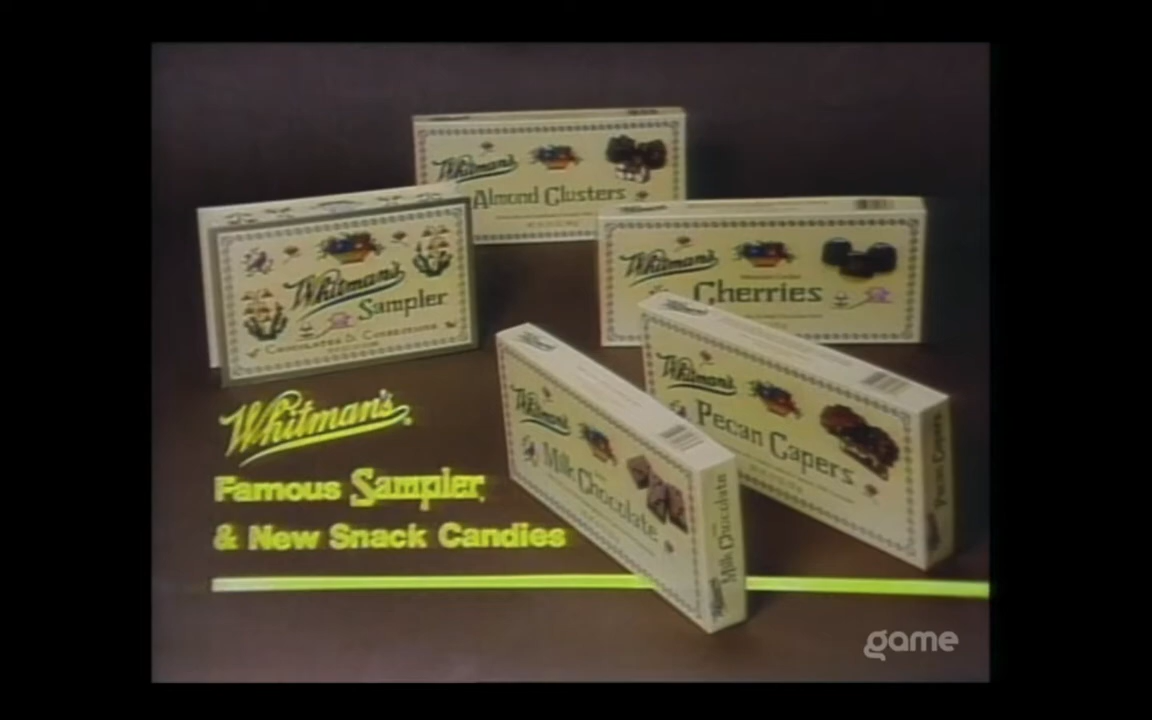 Whitman's
Almond Clusters
Whitman's
Sampler
Chocolates & Confections
Whitman's
Cherries
Whitman's
Pecan Capers
Pecan Capers
Whitman's
Milk Chocolate
Milk Chocolate
Whitman's
Whitman's
Famous Sampler
& New Snack Candies
game